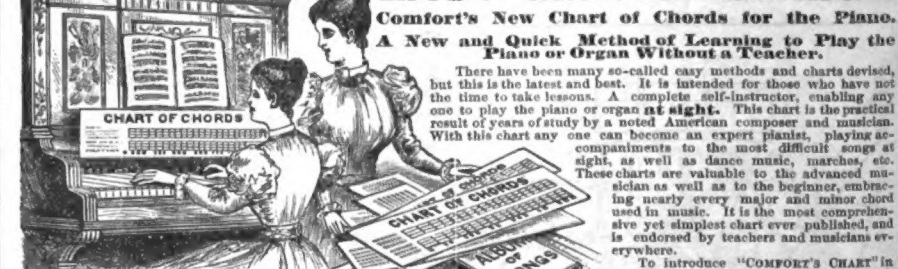 Comfort's New Chart of Chords for the Piano.
A New and Quick Method of Learning to Play the
Piano or Organ Without a Teacher.
There have been many so-called easy methods and charts devised,
but this is the latest and best. It is intended for those who have not
the time to take lessons. A complete self-instructor, enabling any
one to play the piano or organ at sight. This chart is the practical
result of years of study by a noted American composer and musician.
With this chart any one can become an expert pianist, playing ac-
companiments to the most difficult songs at
sight, as well as dance music, marches, etc.
These charts are valuable to the advanced mu-
sician as well as to the beginner, embrac-
ing nearly every major and minor chord
used in music. It is the most comprehen-
sive yet simplest chart ever published, and
is endorsed by teachers and musicians ev-
erywhere.
To introduce "COMFORT'S CHART" in
CHART OF CHORDS
CHART OF CHORDS
CHART OF CHORDS
ALBUM
OF
SONGS